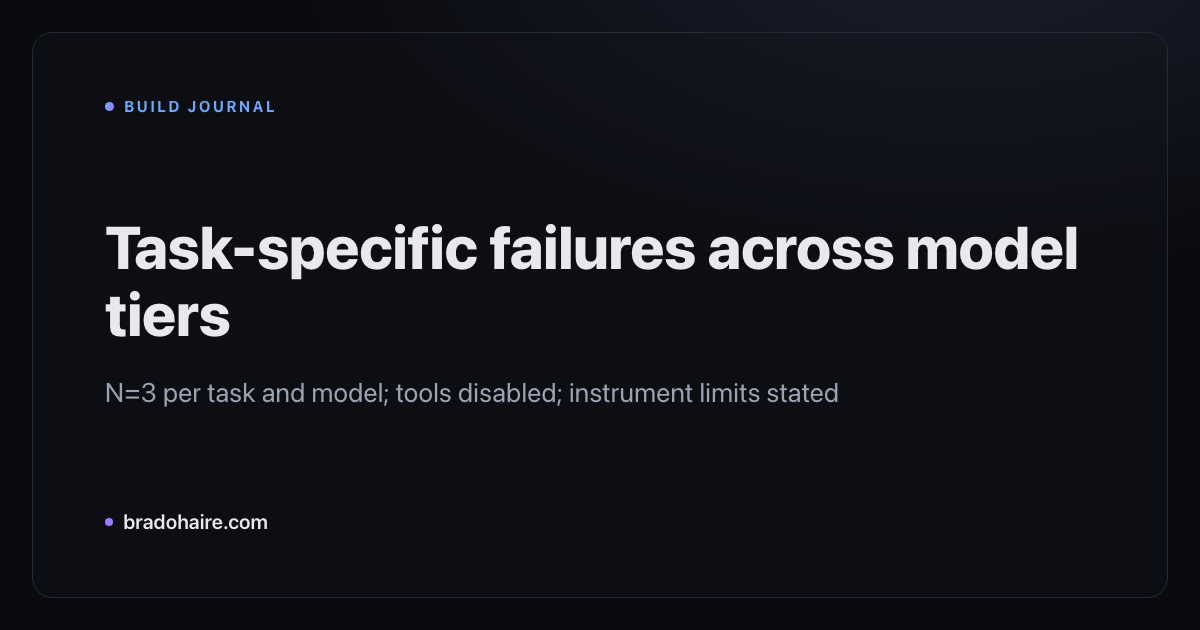 BUILD JOURNAL
Task-specific failures across model
tiers
N=3 per task and model; tools disabled; instrument limits stated
bradohaire.com